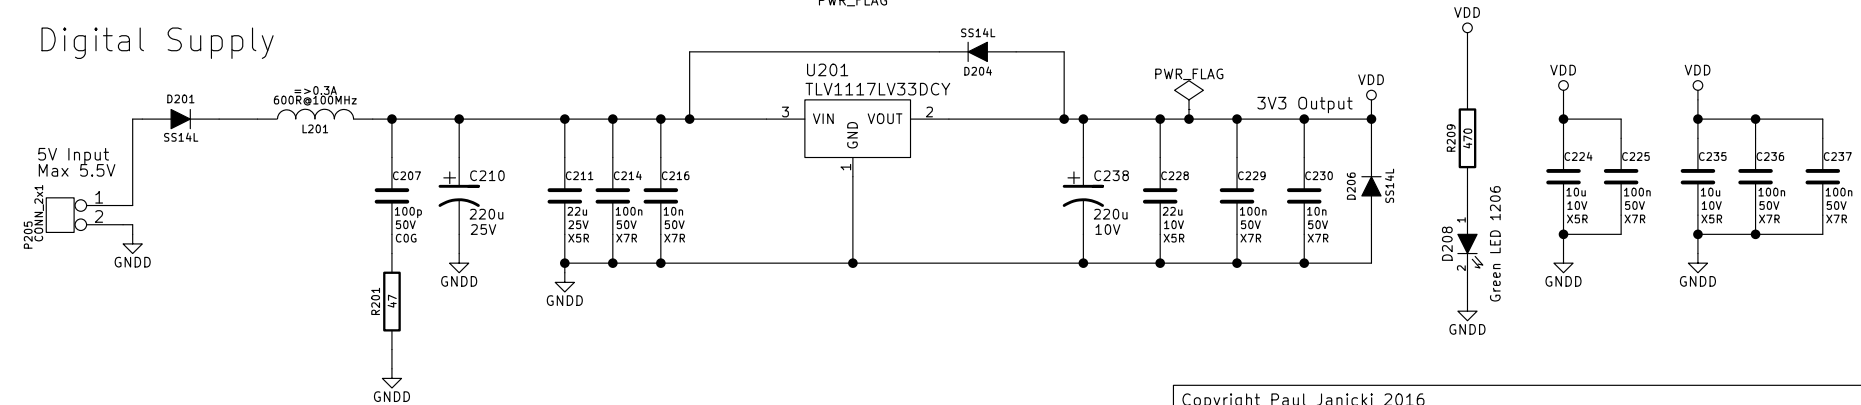 PWR_FLAG
Digital Supply
5V Input
Max 5.5V
P205
CONN_2x1
1
2
GNDD
D201
SS14L
=>0.3A
600R@100MHz
L201
C207
100p
50V
C0G
R201
47
GNDD
C210
220u
25V
GNDD
C211
22u
25V
X5R
GNDD
C214
100n
50V
X7R
C216
10n
50V
X7R
SS14L
D204
U201
TLV1117LV33DCY
3
VIN
VOUT
2
GND
1
PWR_FLAG
3V3 Output
VDD
C238
220u
10V
C228
22u
10V
X5R
C229
100n
50V
X7R
C230
10n
50V
X7R
D206
SS14L
VDD
R209
470
D208
1
2
Green LED 1206
GNDD
VDD
C224
10u
10V
X5R
C225
100n
50V
X7R
GNDD
VDD
C235
10u
10V
X5R
C236
100n
50V
X7R
C237
100n
50V
X7R
GNDD
Copyright Paul Janicki 2016